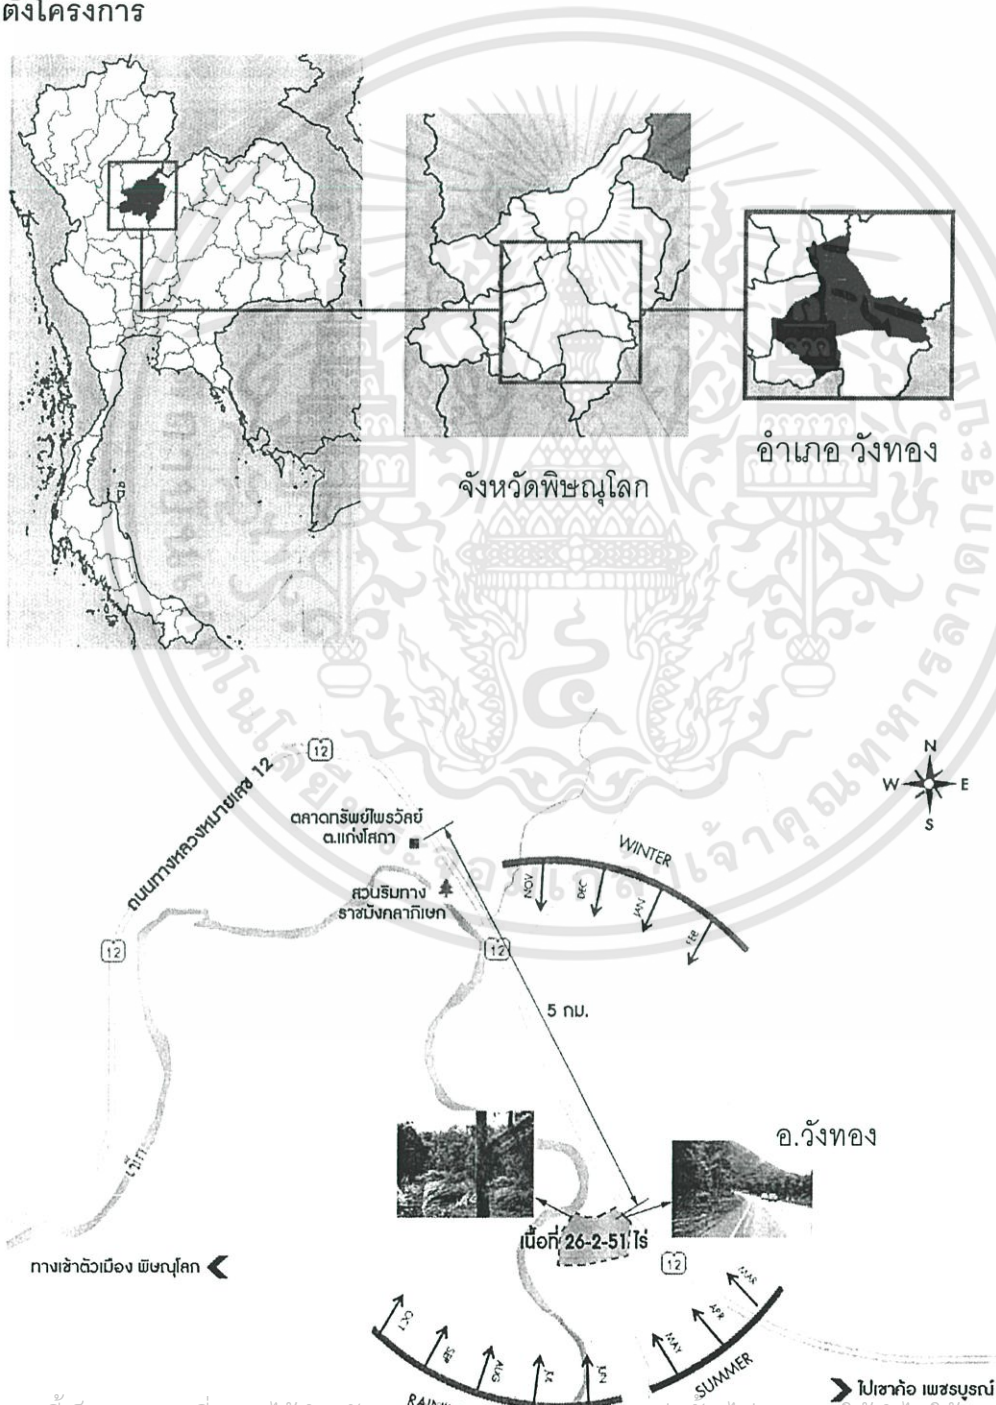 ตั้งโครงการ
จังหวัดพิษณุโลก
อำเภอ วังทอง
12
ถนนทางหลวงหมายเลข 12
ตลาดทรัพย์ไพรวัลย์
ต.แก่งโสภา
สวนริมทาง
ราชมังคลาภิเษก
N
W E
S
WINTER
NOV
DEC
JAN
FEB
12
12
5 กม.
อ.วังทอง
เนื้อที่ 26-2-51 ไร่
12
ทางเข้าตัวเมือง พิษณุโลก
OCT
SEP
AUG
JUL
JUN
MAY
APR
MAR
SUMMER
ไปเขาค้อ เพชรบูรณ์